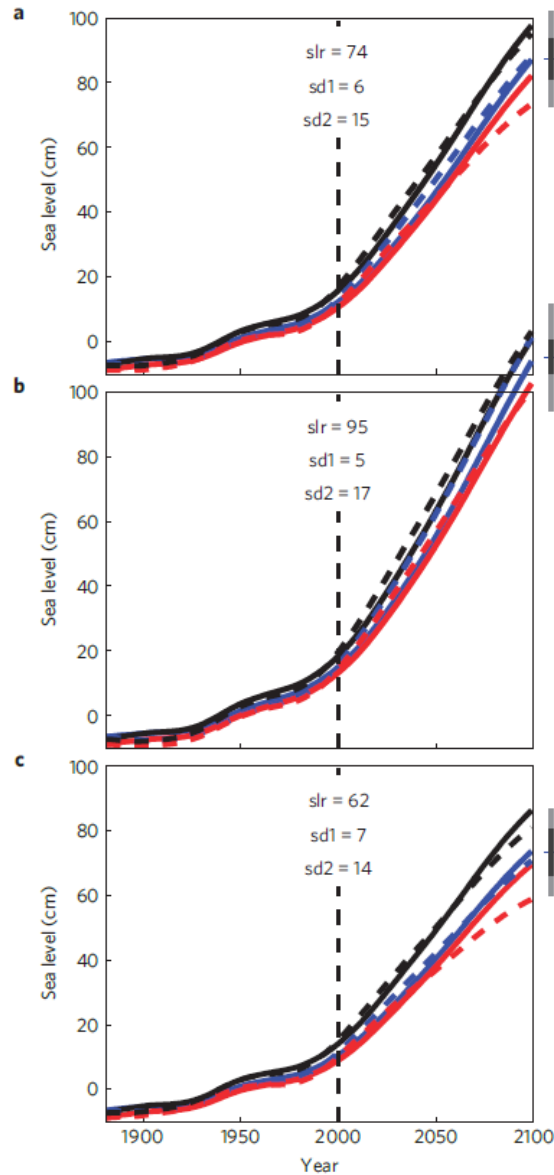 a
100
80
60
40
20
0
Sea level (cm)
slr = 74
sd1 = 6
sd2 = 15
b
100
80
60
40
20
0
Sea level (cm)
slr = 95
sd1 = 5
sd2 = 17
c
100
80
60
40
20
0
Sea level (cm)
slr = 62
sd1 = 7
sd2 = 14
1900 1950 2000 2050 2100
Year